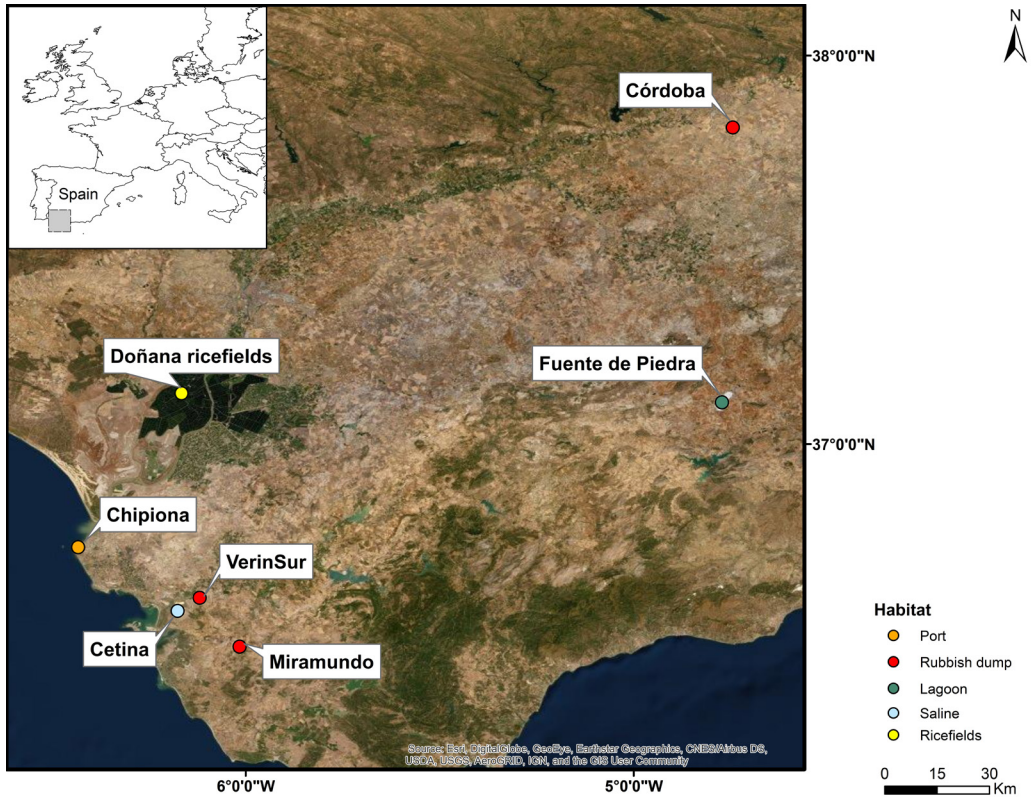 N
38°0'0"N
Córdoba
Spain
Doñana ricefields
Fuente de Piedra
37°0'0"N
Chipiona
VerinSur
Cetina
Miramundo
Habitat
Port
Rubbish dump
Lagoon
Saline
Ricefields
Source: Esri, DigitalGlobe, GeoEye, Earthstar Geographics, CNES/Airbus DS,
USDA, USGS, AeroGRID, IGN, and the GIS User Community
6°0'0"W
5°0'0"W
0 15 30
Km